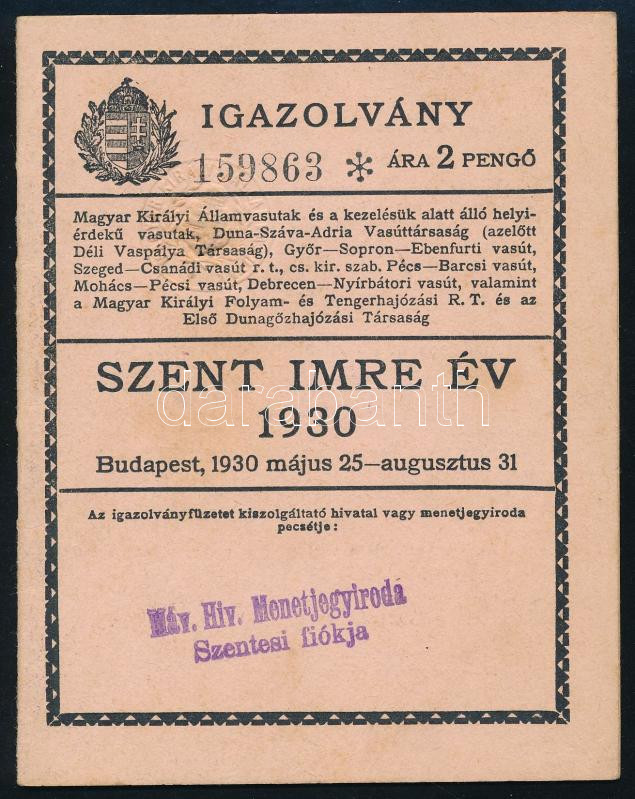 IGAZOLVÁNY
159863 * ÁRA 2 PENGŐ
Magyar Királyi Államvasutak és a kezelésük alatt álló helyi-
érdekű vasutak, Duna-Száva-Adria Vasúttársaság (azelőtt
Déli Vaspálya Társaság), Győr—Sopron—Ebenfurti vasút,
Szeged—Csanádi vasút r. t., cs. kir. szab. Pécs—Barcsi vasút,
Mohács—Pécsi vasút, Debrecen—Nyírbátori vasút, valamint
a Magyar Királyi Folyam- és Tengerhajózási R. T. és az
Első Dunagőzhajózási Társaság
SZENT IMRE ÉV
darabanth
1930
Budapest, 1930 május 25—augusztus 31
Az igazolványfüzetet kiszolgáltató hivatal vagy menetjegyiroda
pecsétje:
Máv. Hiv. Menetjegyiroda
Szentesi fiókja